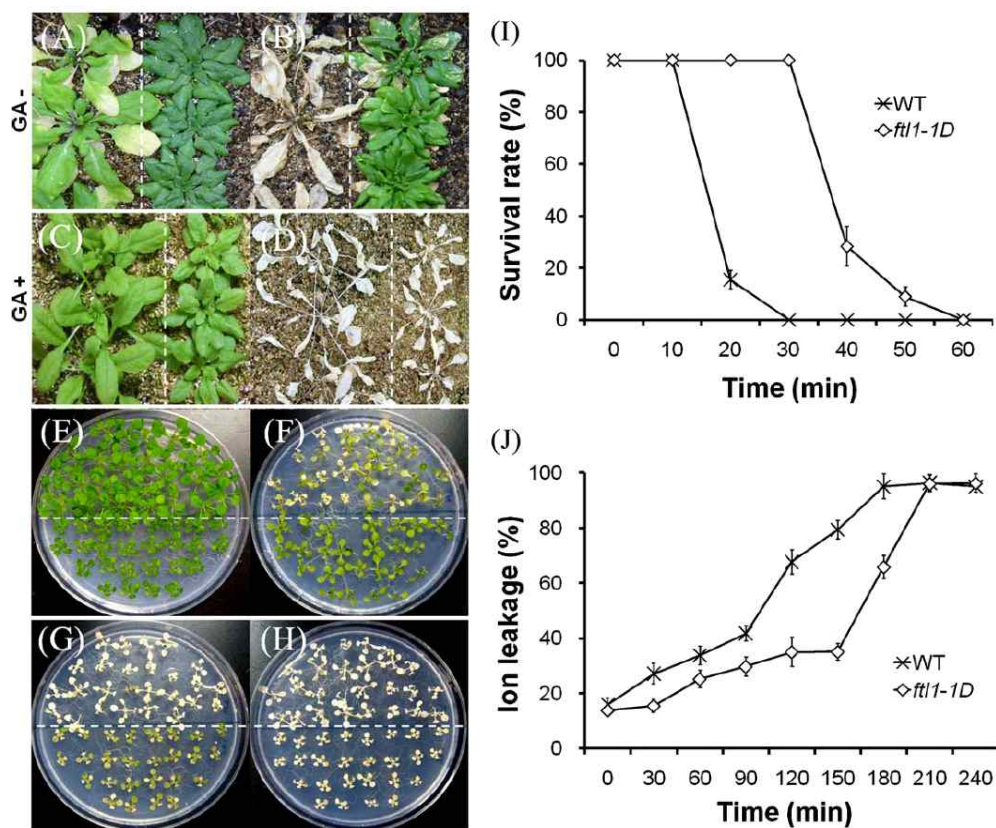 (A)
(B)
GA -
(C)
(D)
GA +
(E)
(F)
(G)
(H)
(I)
Survival rate (%)
100
80
60
40
20
0
0 10 20 30 40 50 60
Time (min)
WT
ftl1-1D
(J)
Ion leakage (%)
100
80
60
40
20
0
0 30 60 90 120 150 180 210 240
Time (min)
WT
ftl1-1D